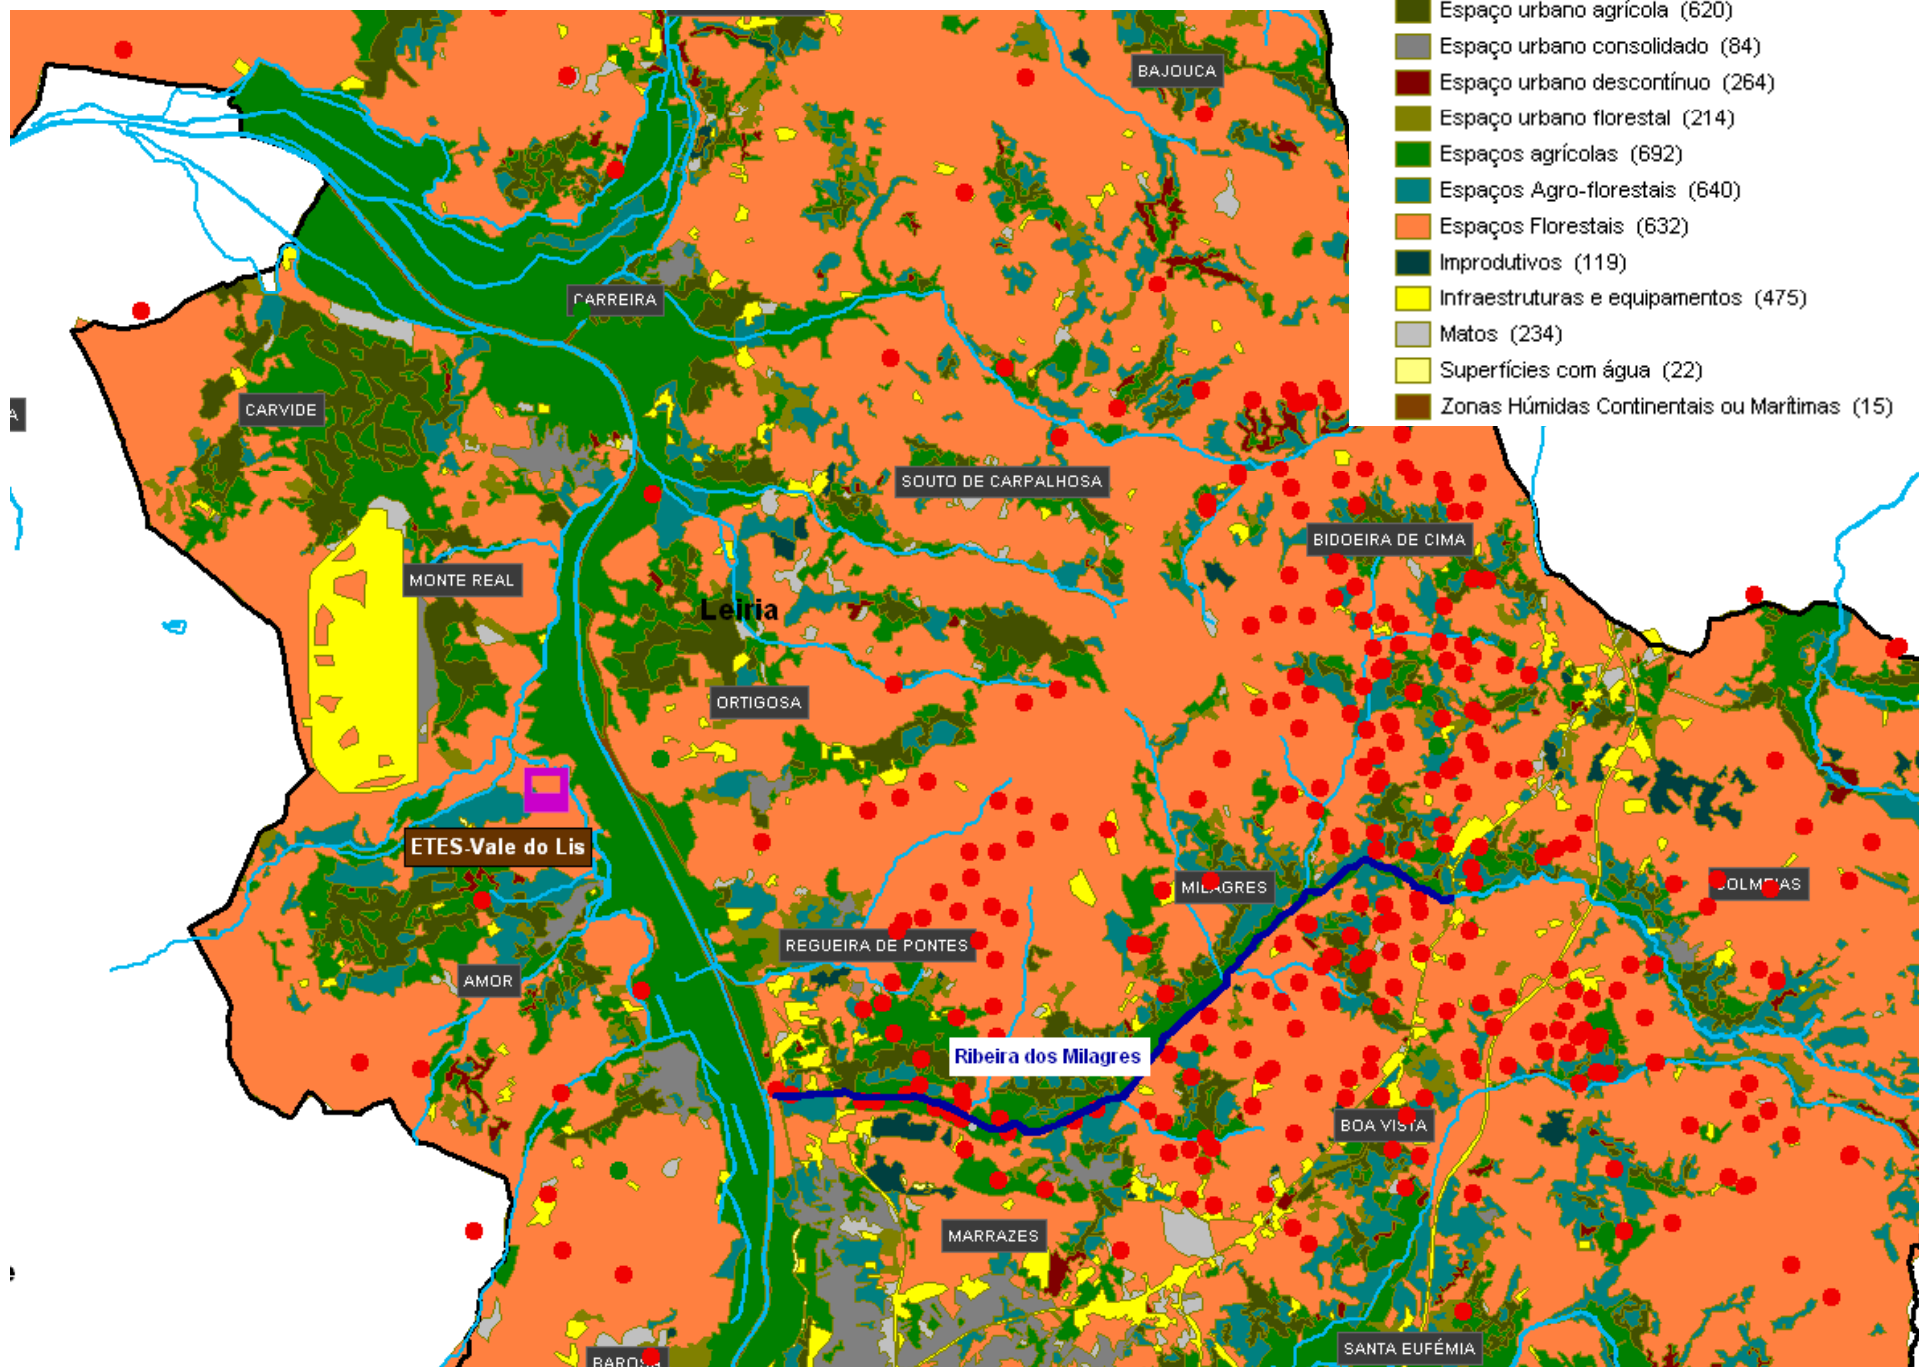 Espaço urbano agrícola (620)
Espaço urbano consolidado (84)
Espaço urbano descontínuo (264)
Espaço urbano florestal (214)
Espaços agrícolas (692)
Espaços Agro-florestais (640)
Espaços Florestais (632)
Improdutivos (119)
Infraestruturas e equipamentos (475)
Matos (234)
Superfícies com água (22)
Zonas Húmidas Continentais ou Marítimas (15)
BAJOUCA
CARREIRA
CARVIDE
A
SOUTO DE CARPALHOSA
BIDOEIRA DE CIMA
MONTE REAL
Leiria
ORTIGOSA
ETES-Vale do Lis
MILAGRES
COLMEIAS
REGUEIRA DE PONTES
AMOR
Ribeira dos Milagres
BOA VISTA
MARRAZES
e
SANTA EUFÉMIA
BAROSA